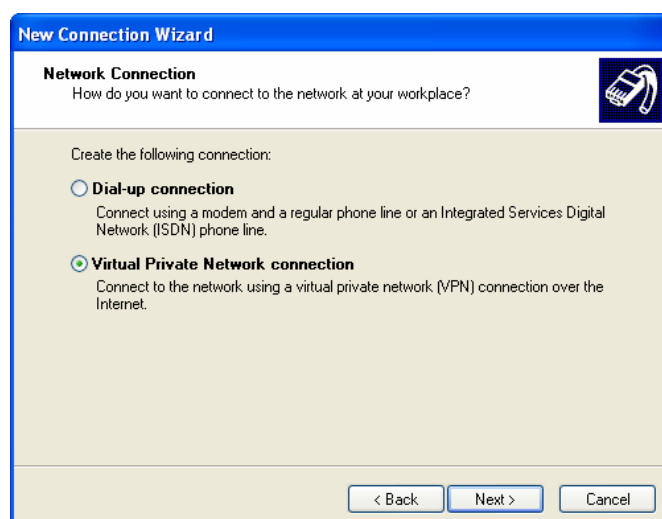 New Connection Wizard
Network Connection
How do you want to connect to the network at your workplace?
Create the following connection:
Dial-up connection
Connect using a modem and a regular phone line or an Integrated Services Digital
Network (ISDN) phone line.
Virtual Private Network connection
Connect to the network using a virtual private network (VPN) connection over the
Internet.
< Back
Next >
Cancel